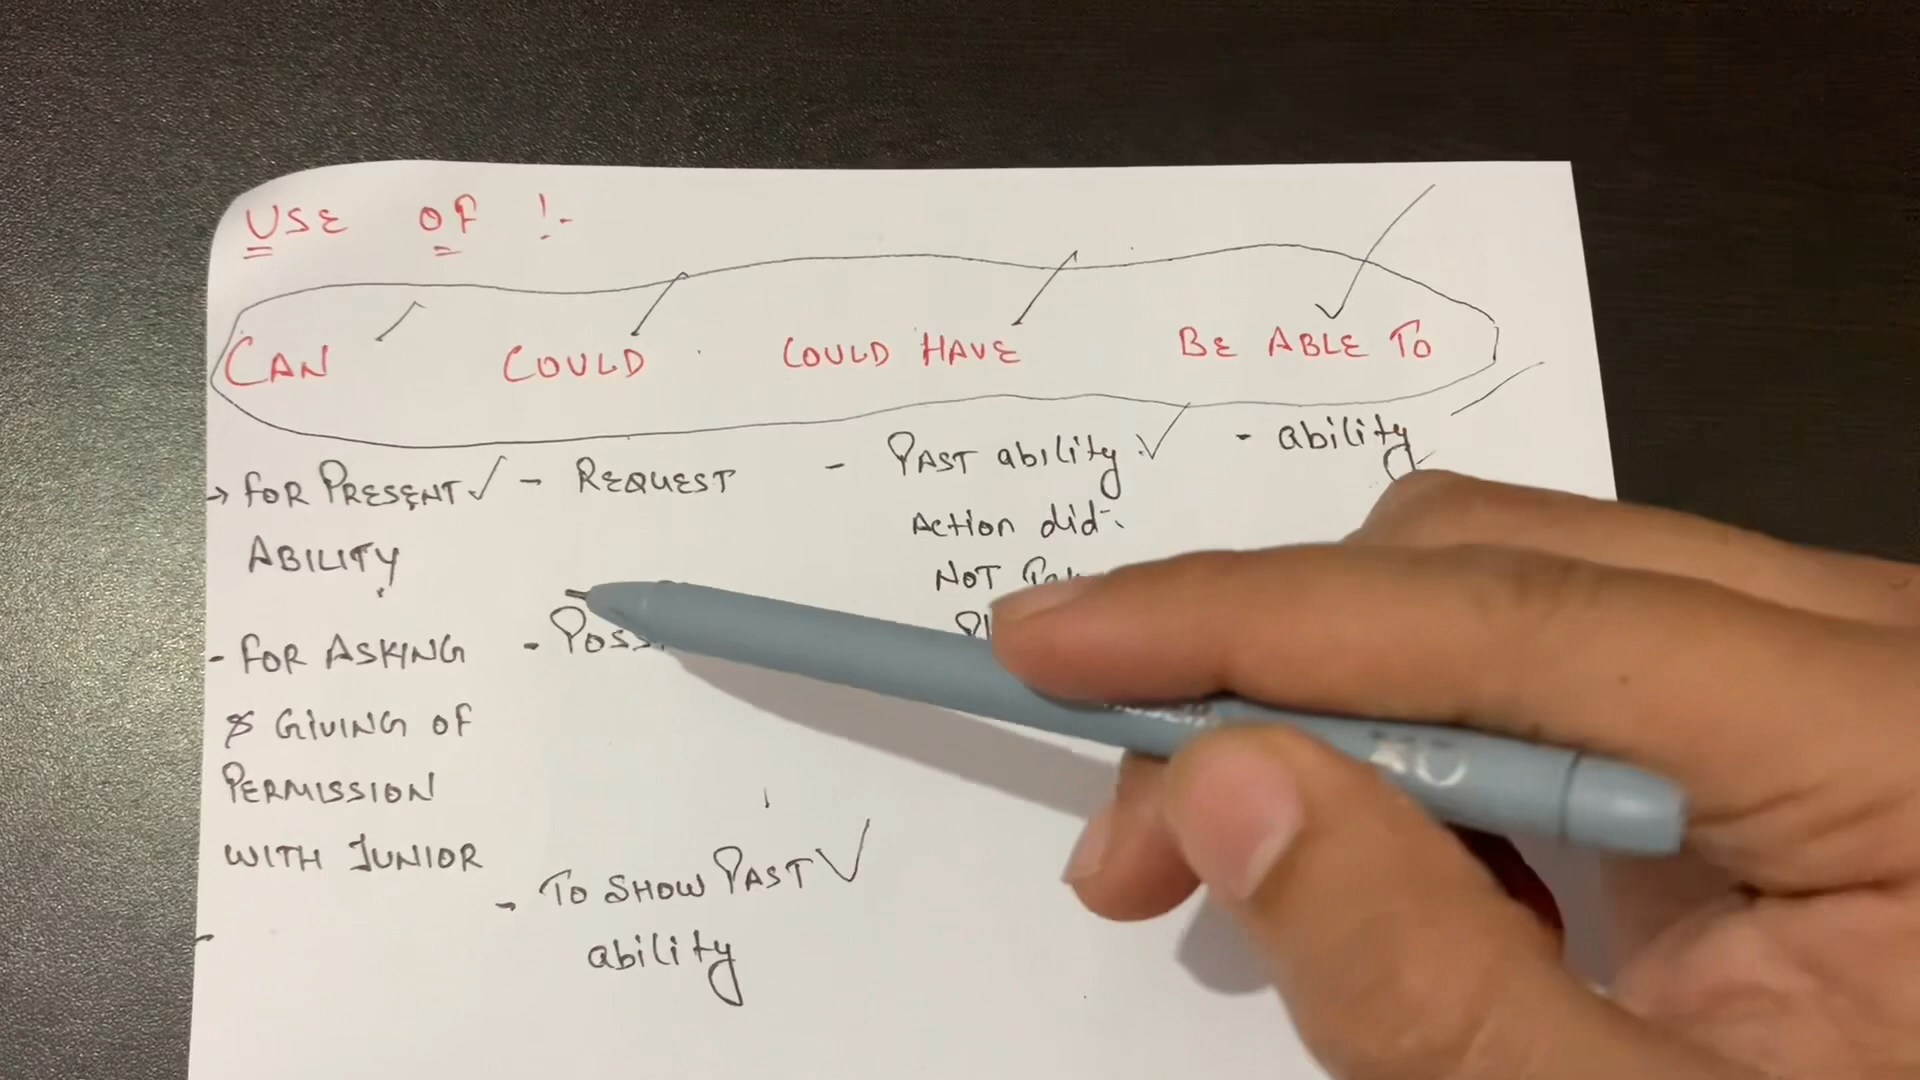 USE OF :-
CAN COULD COULD HAVE BE ABLE TO
→ FOR PRESENT ✓
ABILITY
- FOR ASKING
& GIVING OF
PERMISSION
WITH JUNIOR
-
- REQUEST
-
- TO SHOW PAST ✓
ability
- PAST ability ✓
Action did
NOT
- ability